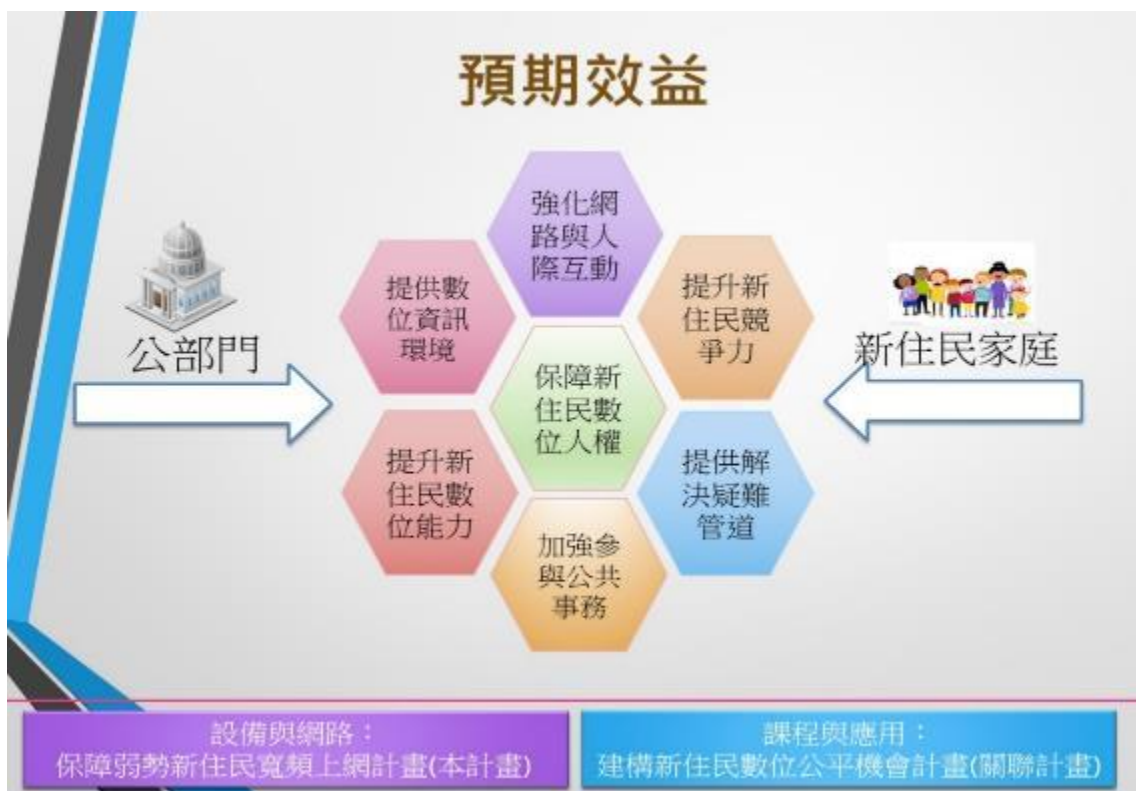 預期效益
強化網
路與人
際互動
提供數
位資訊
環境
提升新
住民競
爭力
公部門
新住民家庭
保障新
住民數
位人權
提升新
住民數
位能力
提供解
決疑難
管道
加強參
與公共
事務
設備與網路：
保障弱勢新住民寬頻上網計畫(本計畫)
課程與應用：
建構新住民數位公平機會計畫(關聯計畫)